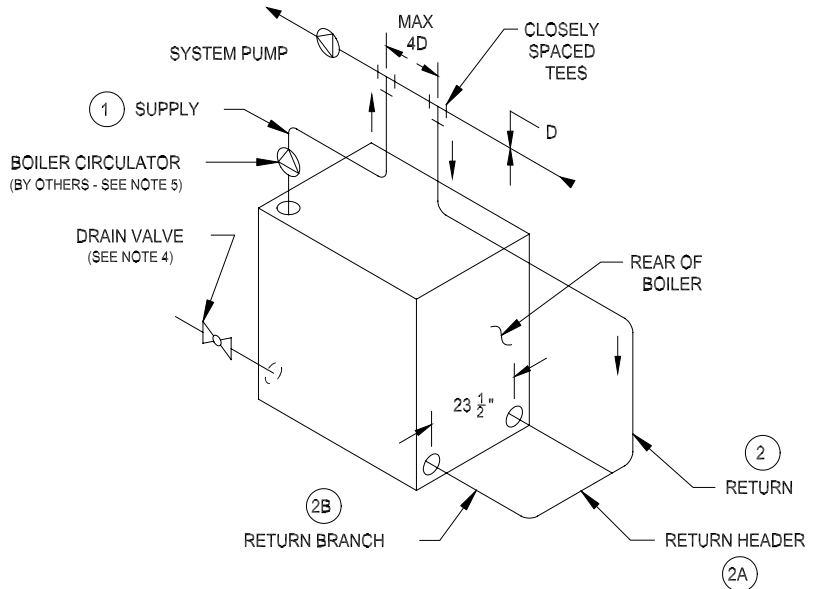 MAX
4D
CLOSELY
SPACED
TEES
SYSTEM PUMP
1 SUPPLY
D
BOILER CIRCULATOR
(BY OTHERS - SEE NOTE 5)
DRAIN VALVE
(SEE NOTE 4)
REAR OF
BOILER
23 1/2"
2
RETURN
2B
RETURN BRANCH
RETURN HEADER
2A